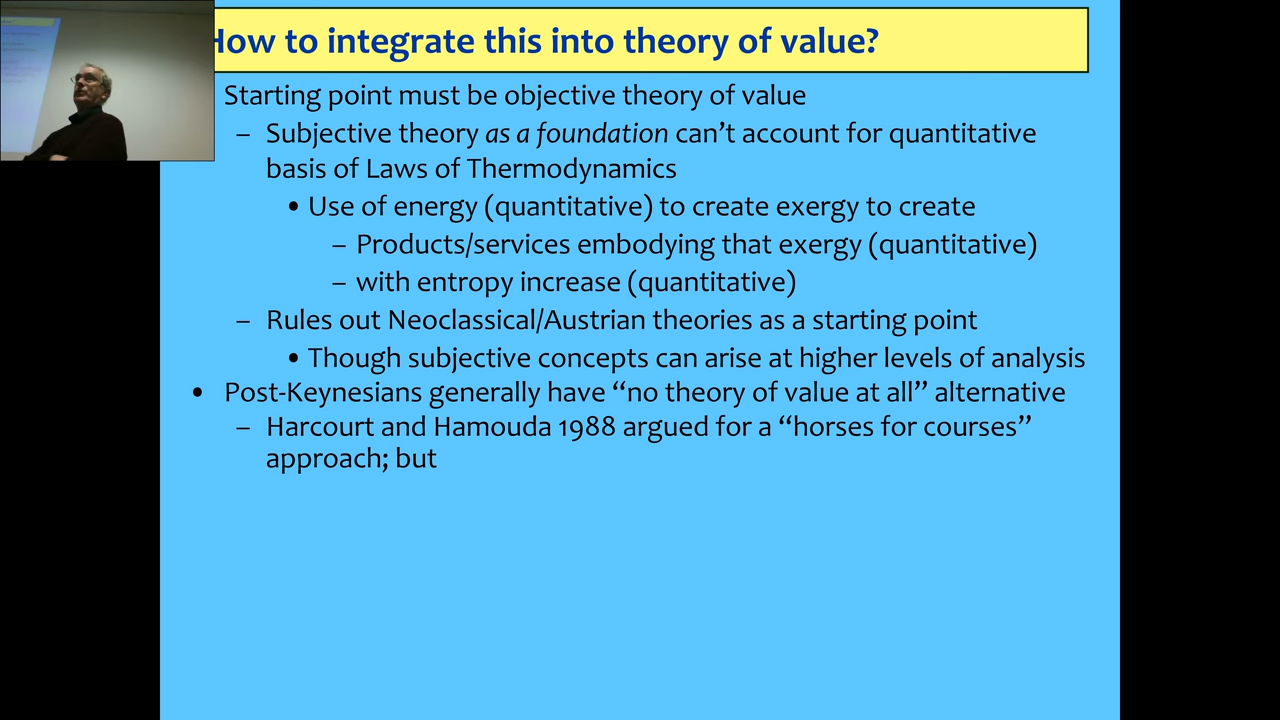 How to integrate this into theory of value?
Starting point must be objective theory of value
– Subjective theory as a foundation can’t account for quantitative
basis of Laws of Thermodynamics
• Use of energy (quantitative) to create exergy to create
– Products/services embodying that exergy (quantitative)
– with entropy increase (quantitative)
– Rules out Neoclassical/Austrian theories as a starting point
• Though subjective concepts can arise at higher levels of analysis
• Post-Keynesians generally have “no theory of value at all” alternative
– Harcourt and Hamouda 1988 argued for a “horses for courses”
approach; but